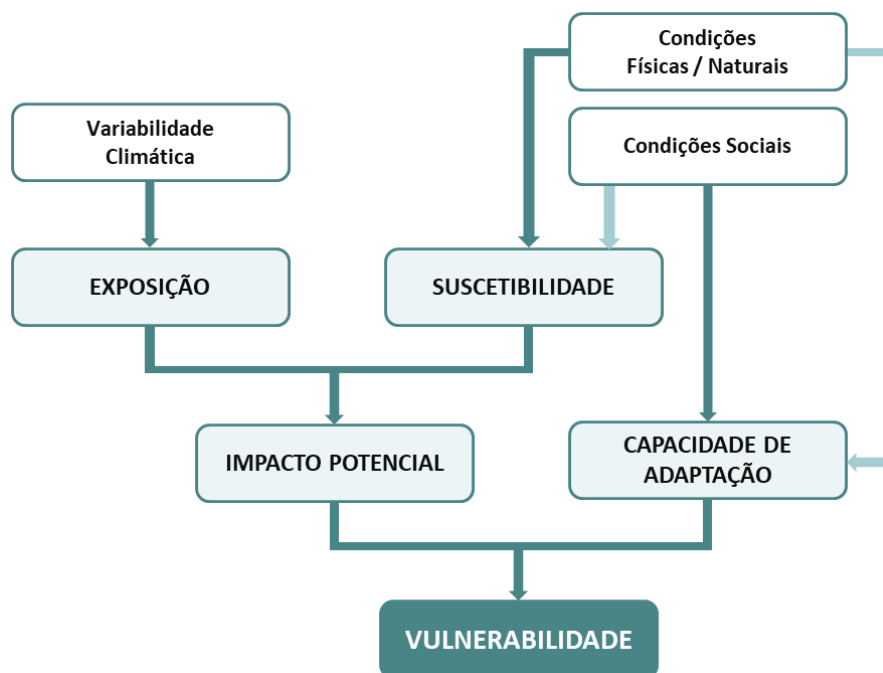 Condições
Físicas / Naturais
Variabilidade
Climática
Condições Sociais
EXPOSIÇÃO
SUSCETIBILIDADE
IMPACTO POTENCIAL
CAPACIDADE DE
ADAPTAÇÃO
VULNERABILIDADE